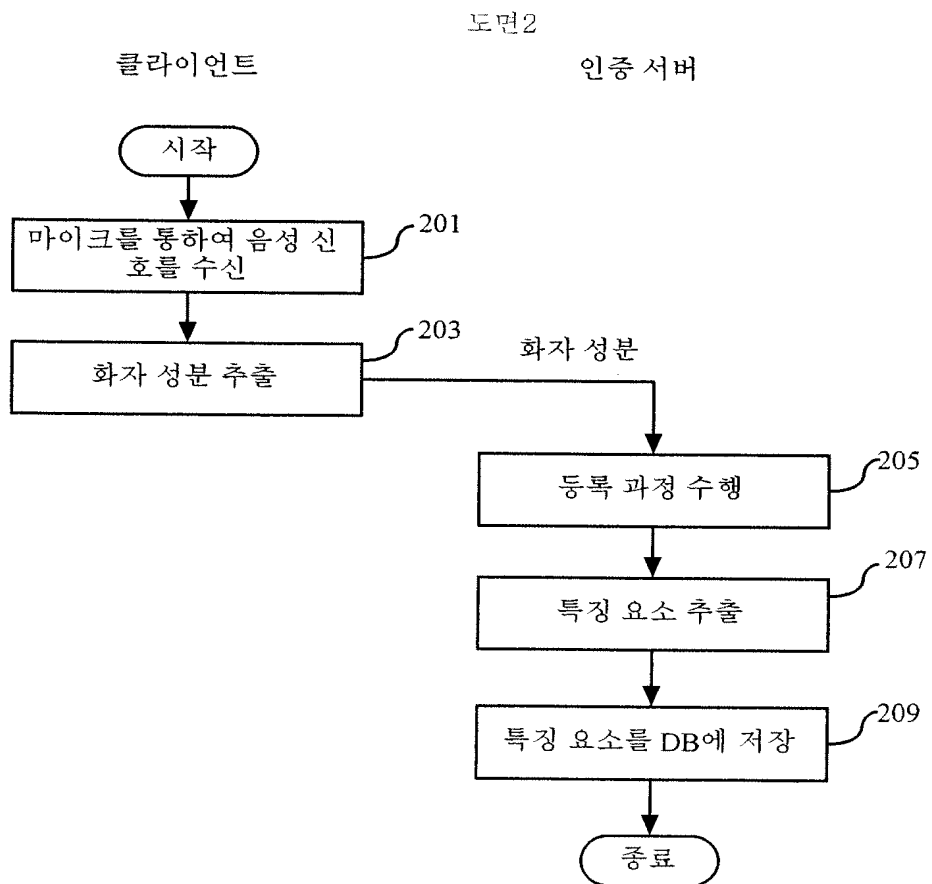 도면2
클라이언트
인증 서버
시작
마이크를 통하여 음성 신
호를 수신
201
화자 성분 추출
203
화자 성분
등록 과정 수행
205
특징 요소 추출
207
특징 요소를 DB에 저장
209
종료